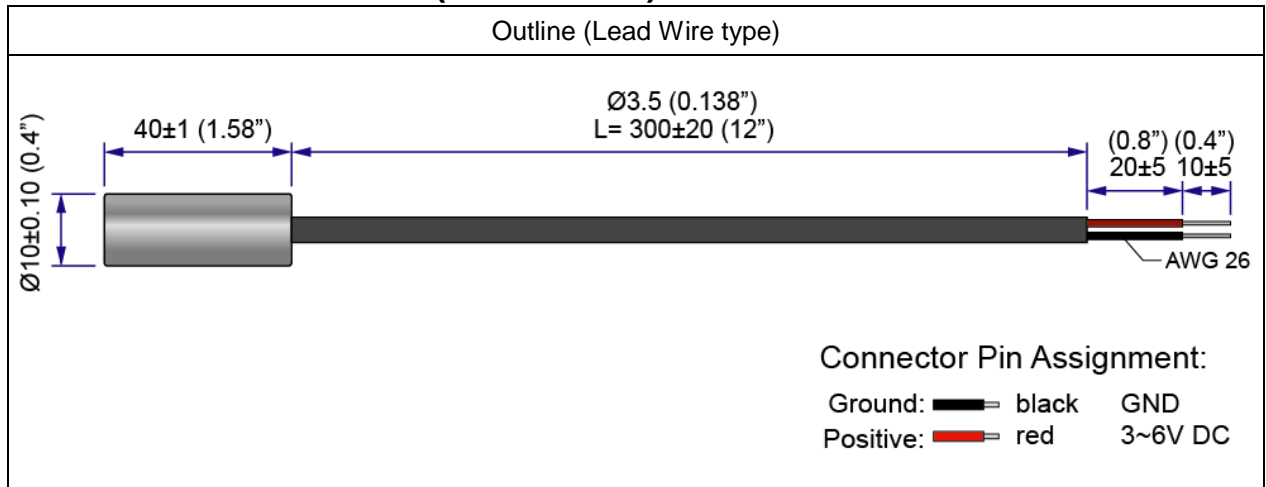 Outline (Lead Wire type)
Ø3.5 (0.138”)
40±1 (1.58”)
L= 300±20 (12”)
(0.8”) (0.4”)
20±5 10±5
Ø10±0.10 (0.4”)
AWG 26
Connector Pin Assignment:
Ground: black GND
Positive: red 3~6V DC